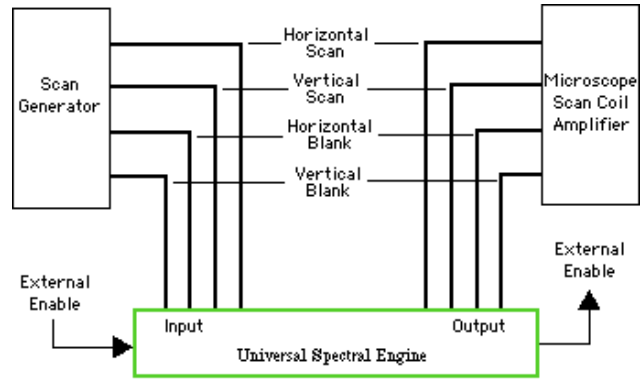 Scan
Generator
Horizontal
Scan
Vertical
Scan
Horizontal
Blank
Vertical
Blank
Microscope
Scan Coil
Amplifier
External
Enable
External
Enable
Input
Output
Universal Spectral Engine